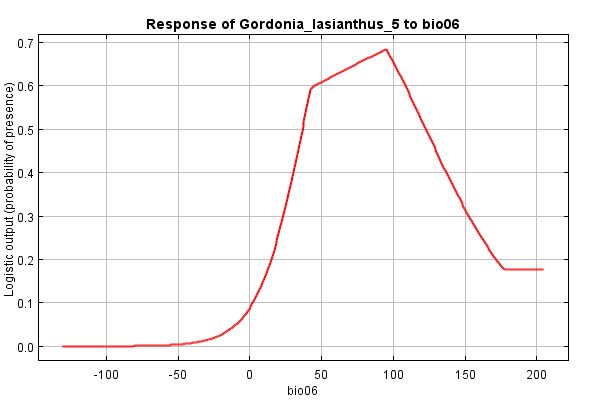 Response of Gordonia_lasianthus_5 to bio06
Logistic output (probability of presence)
0.7
0.6
0.5
0.4
0.3
0.2
0.1
0.0
-100 -50 0 50 100 150 200
bio06